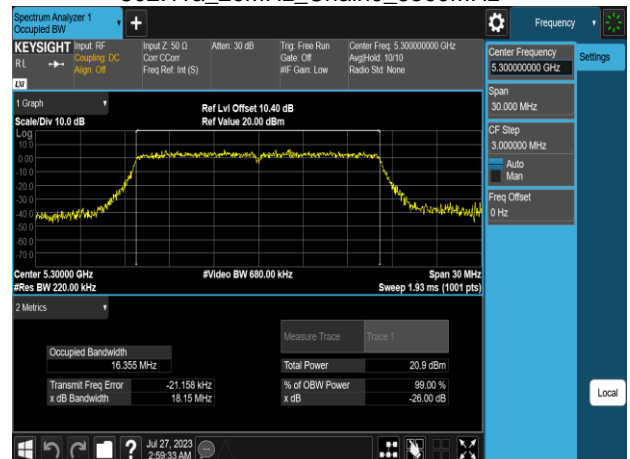 Spectrum Analyzer 1
Occupied BW
Frequency
KEYSIGHT
RL
LXI
Input: RF
Coupling: DC
Align: Off
Input Z: 50 Ω
Corr CCorr
Freq Ref: Int (S)
Atten: 30 dB
Trig: Free Run
Gate: Off
#IF Gain: Low
Center Freq: 5.300000000 GHz
Avg|Hold: 10/10
Radio Std: None
Center Frequency
5.300000000 GHz
Settings
Span
30.000 MHz
CF Step
3.000000 MHz
Auto
Man
Freq Offset
0 Hz
1 Graph
Scale/Div 10.0 dB
Ref Lvl Offset 10.40 dB
Ref Value 20.00 dBm
Log
10.0
0.00
-10.0
-20.0
-30.0
-40.0
-50.0
-60.0
-70.0
Center 5.30000 GHz
#Res BW 220.00 kHz
#Video BW 680.00 kHz
Span 30 MHz
Sweep 1.93 ms (1001 pts)
2 Metrics
Measure Trace
Trace 1
Occupied Bandwidth
16.355 MHz
Total Power
20.9 dBm
Transmit Freq Error
-21.158 kHz
% of OBW Power
99.00 %
x dB Bandwidth
18.15 MHz
x dB
-26.00 dB
Local
?
Jul 27, 2023
2:59:33 AM